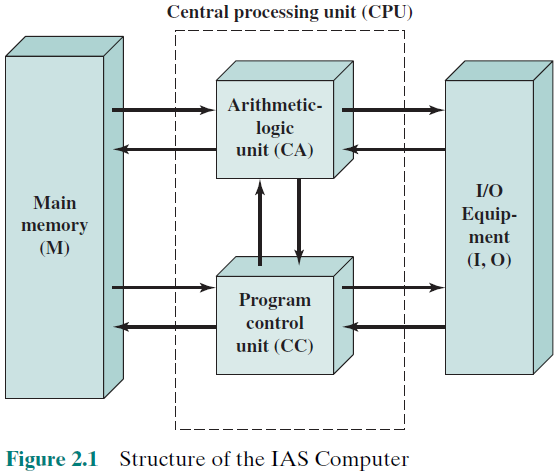 Central processing unit (CPU)
Arithmetic-
logic
unit (CA)
Main
memory
(M)
I/O
Equip-
ment
(I, O)
Program
control
unit (CC)
Figure 2.1 Structure of the IAS Computer